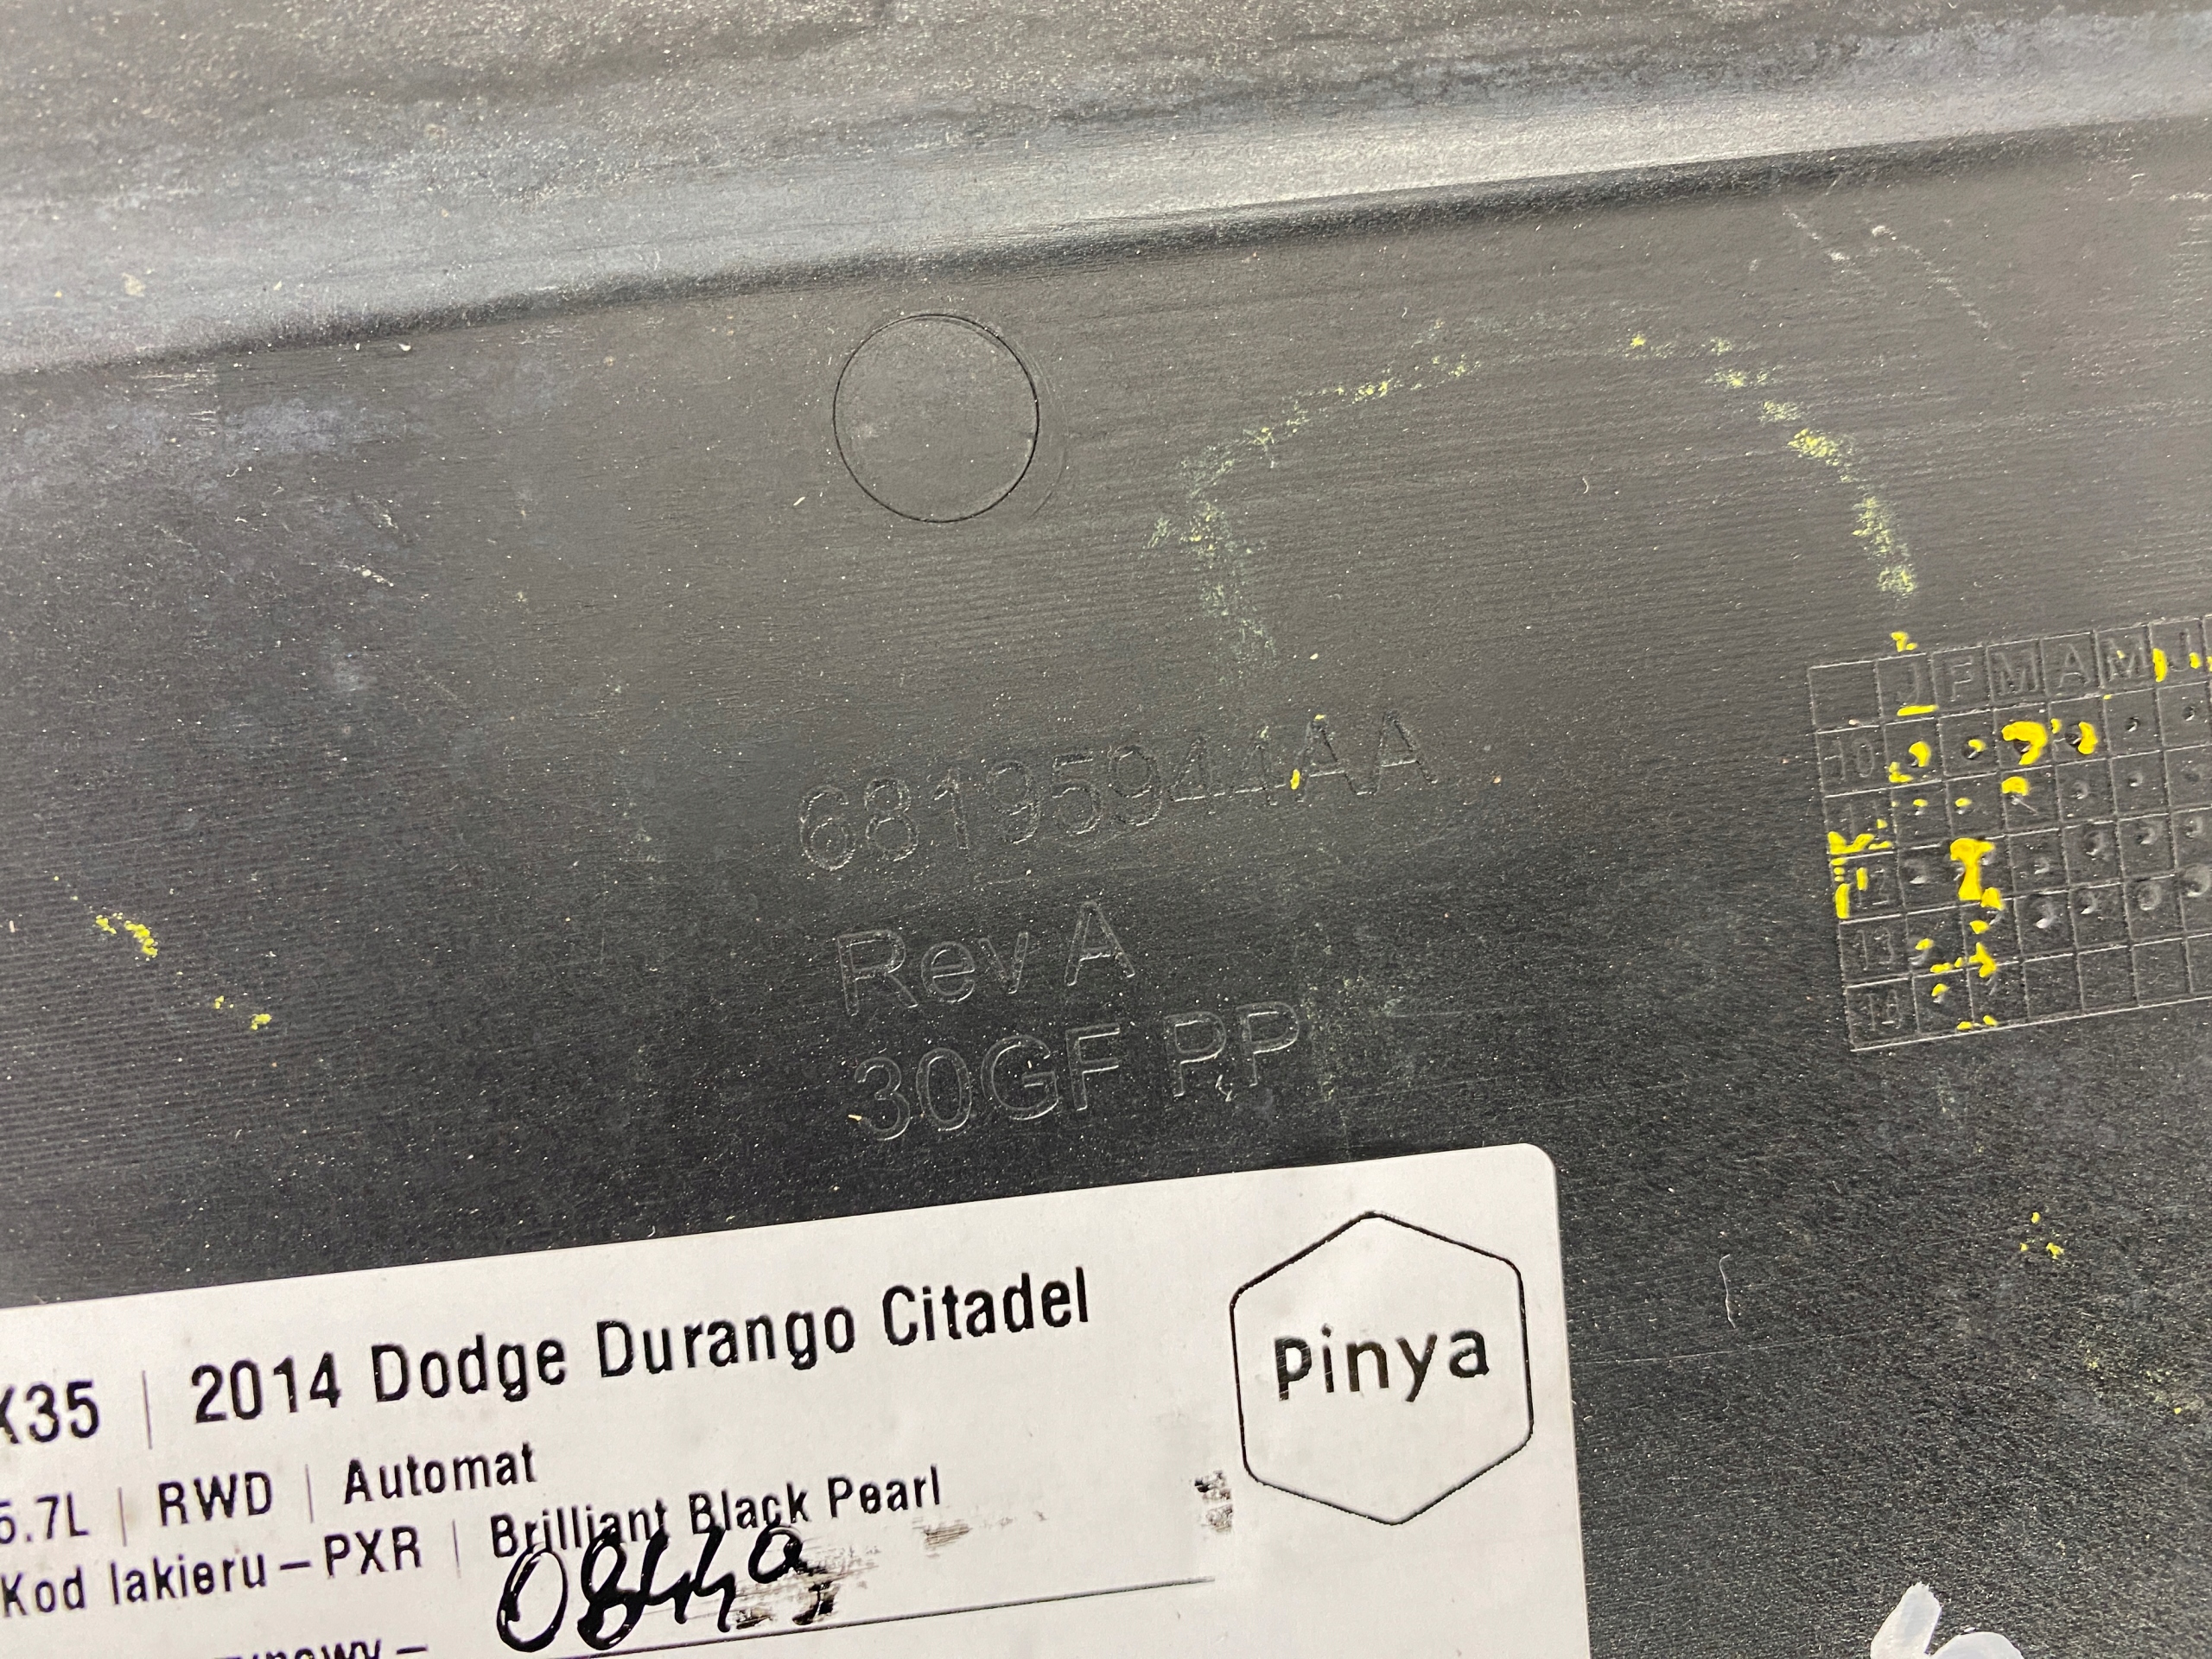 68195944AA
Rev A
30GF PP
J F M A M J
10
11
12
13
14
X35 | 2014 Dodge Durango Citadel
5.7L | RWD | Automat
Kod lakieru – PXR | Brilliant Black Pearl
Pinya